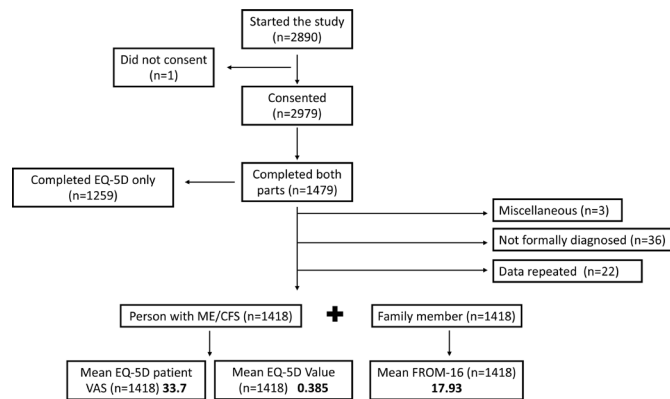 Started the study
(n=2890)
Did not consent
(n=1)
Consented
(n=2979)
Completed EQ-5D only
(n=1259)
Completed both
parts (n=1479)
Miscellaneous (n=3)
Not formally diagnosed (n=36)
Data repeated (n=22)
Person with ME/CFS (n=1418)
Family member (n=1418)
Mean EQ-5D patient
VAS (n=1418) 33.7
Mean EQ-5D Value
(n=1418) 0.385
Mean FROM-16 (n=1418)
17.93